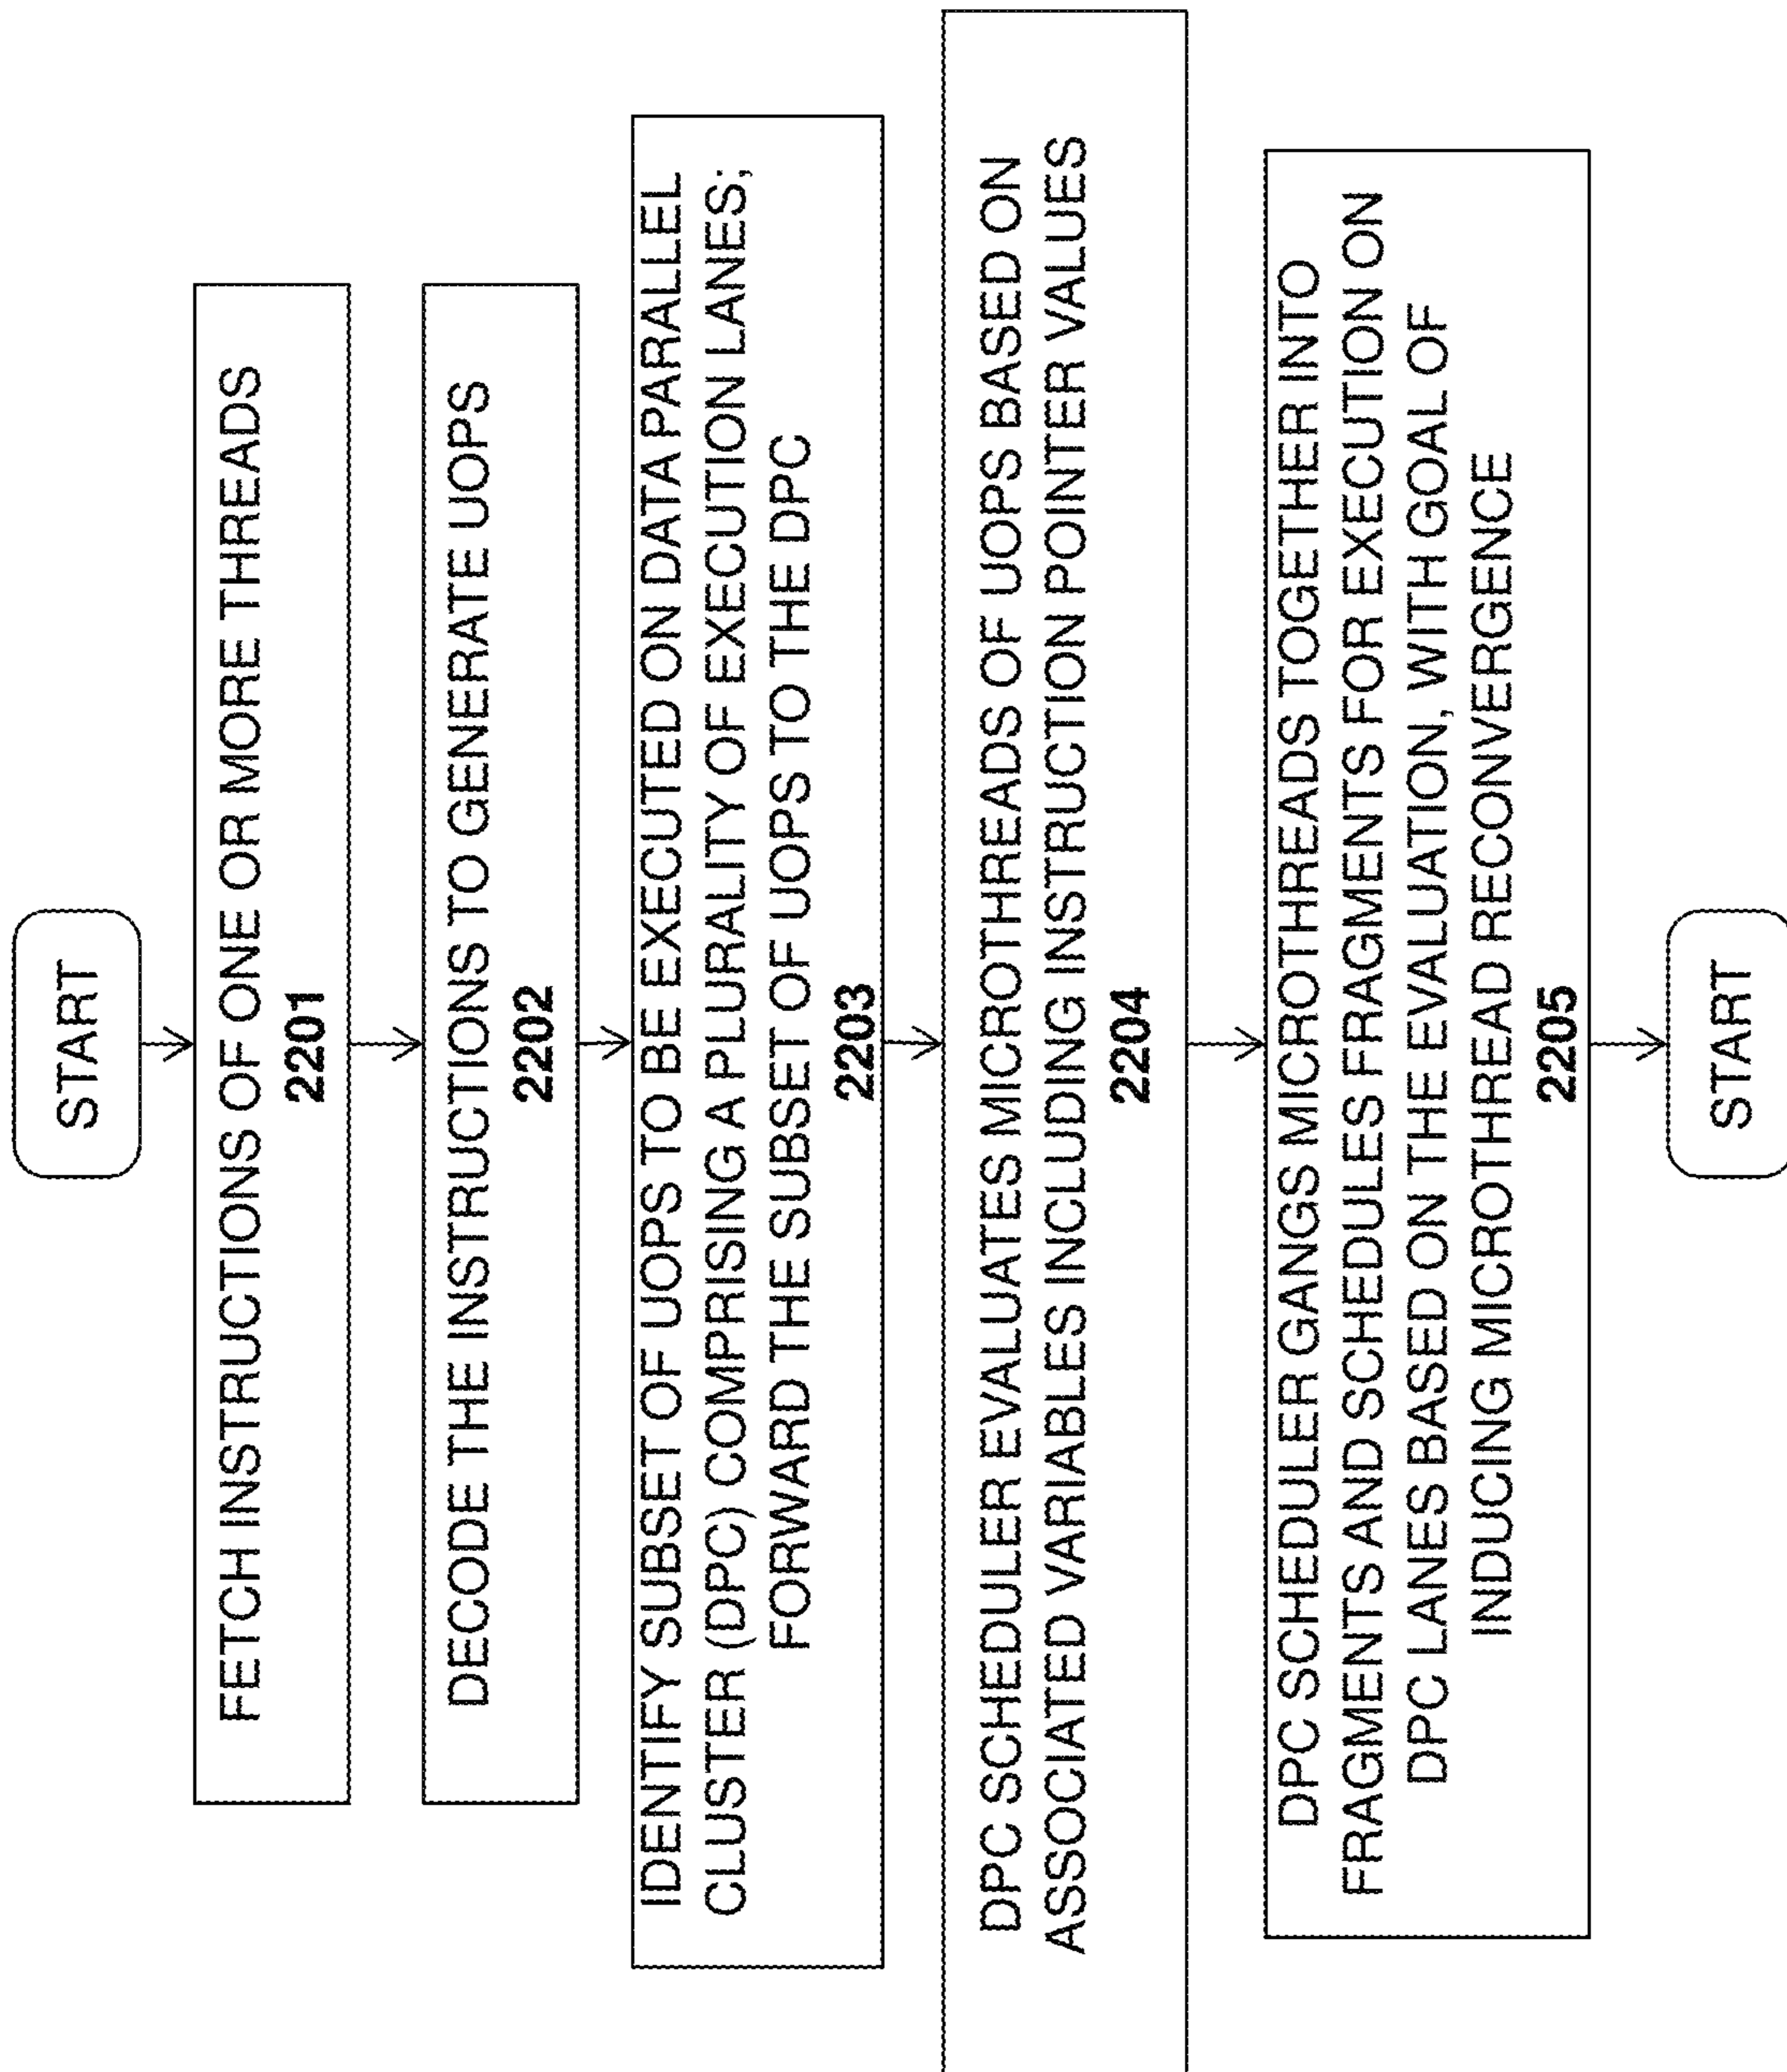 START
FETCH INSTRUCTIONS OF ONE OR MORE THREADS
2201
DECODE THE INSTRUCTIONS TO GENERATE UOPS
2202
IDENTIFY SUBSET OF UOPS TO BE EXECUTED ON DATA PARALLEL
CLUSTER (DPC) COMPRISING A PLURALITY OF EXECUTION LANES;
FORWARD THE SUBSET OF UOPS TO THE DPC
2203
DPC SCHEDULER EVALUATES MICROTHREADS OF UOPS BASED ON
ASSOCIATED VARIABLES INCLUDING INSTRUCTION POINTER VALUES
2204
DPC SCHEDULER GANGS MICROTHREADS TOGETHER INTO
FRAGMENTS AND SCHEDULES FRAGMENTS FOR EXECUTION ON
DPC LANES BASED ON THE EVALUATION, WITH GOAL OF
INDUCING MICROTHREAD RECONVERGENCE
2205
START